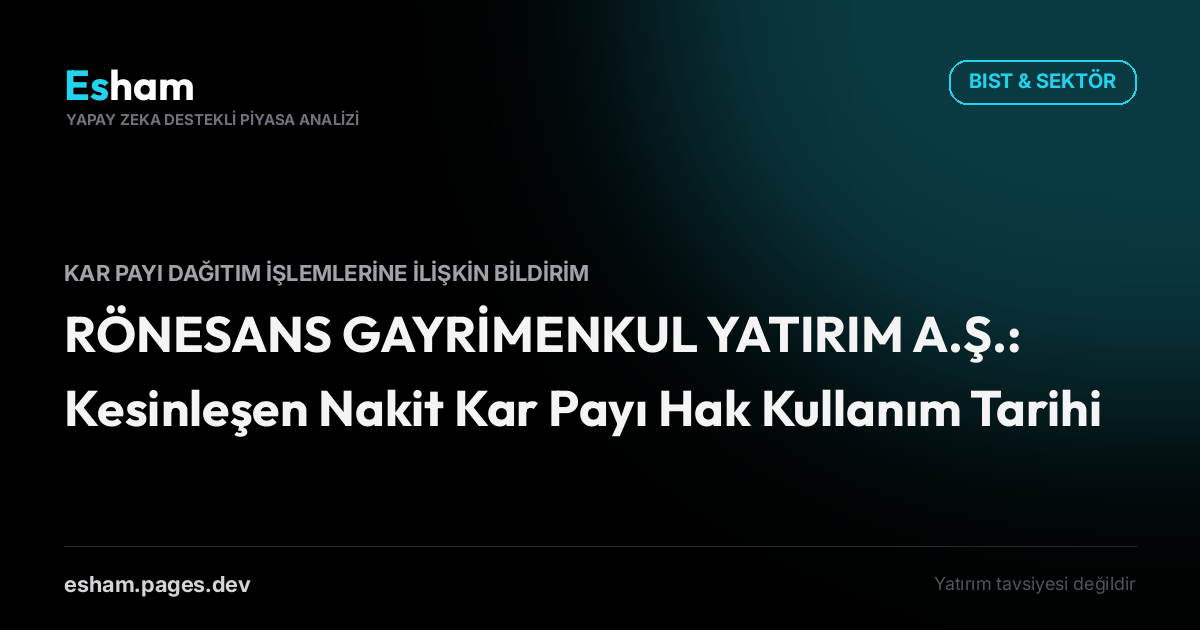 Esham
BIST & SEKTÖR
YAPAY ZEKA DESTEKLİ PİYASA ANALİZİ
KAR PAYI DAĞITIM İŞLEMLERİNE İLİŞKİN BİLDİRİM
RÖNESANS GAYRİMENKUL YATIRIM A.Ş.:
Kesinleşen Nakit Kar Payı Hak Kullanım Tarihi
esham.pages.dev
Yatırım tavsiyesi değildir